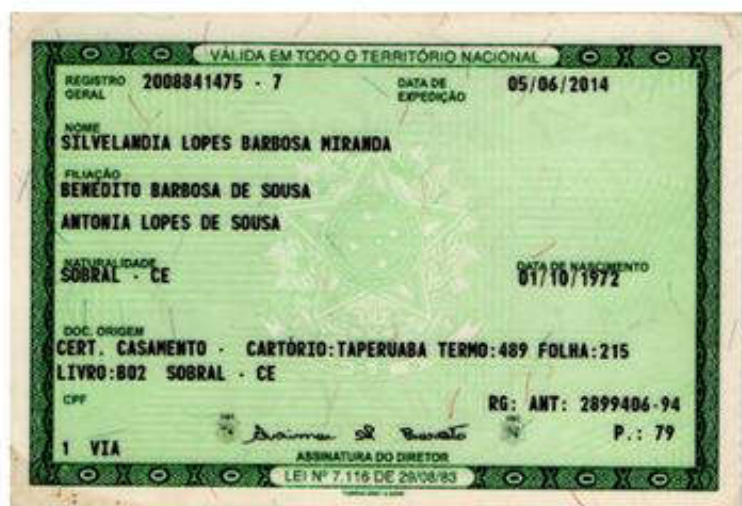 VÁLIDA EM TODO O TERRITÓRIO NACIONAL
REGISTRO GERAL 2008841475 - 7 DATA DE EXPEDIÇÃO 05/06/2014
NOME
SILVELANDIA LOPES BARBOSA MIRANDA
FILIAÇÃO
BENEDITO BARBOSA DE SOUSA
ANTONIA LOPES DE SOUSA
NATURALIDADE DATA DE NASCIMENTO
SOBRAL - CE 01/10/1972
DOC. ORIGEM
CERT. CASAMENTO - CARTÓRIO:TAPERUABA TERMO:489 FOLHA:215
LIVRO:B02 SOBRAL - CE
CPF
RG: ANT: 2899406-94
1 VIA P.: 79
ASSINATURA DO DIRETOR
LEI Nº 7.116 DE 29/08/83